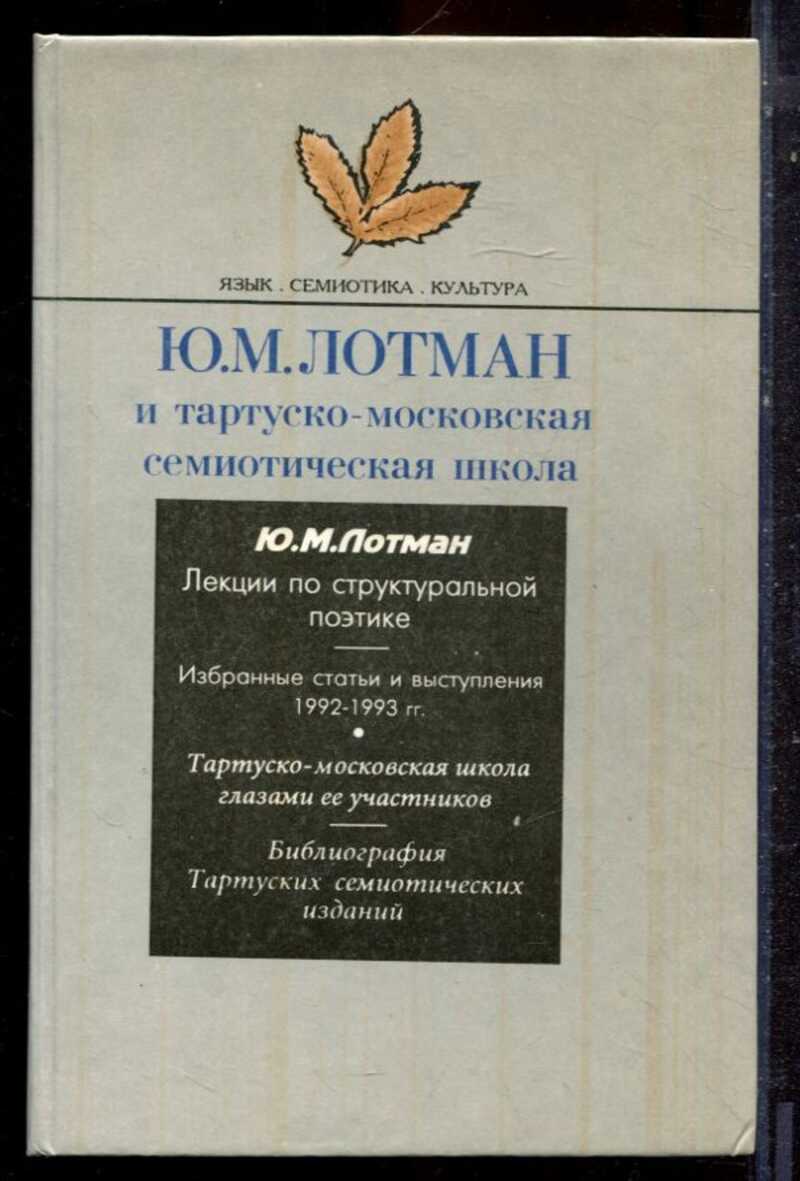 ЯЗЫК . СЕМИОТИКА . КУЛЬТУРА
Ю.М.ЛОТМАН
и тартуско-московская
семиотическая школа
Ю.М.Лотман
Лекции по структуральной
поэтике
Избранные статьи и выступления
1992-1993 гг.
Тартуско-московская школа
глазами ее участников
Библиография
Тартуских семиотических
изданий